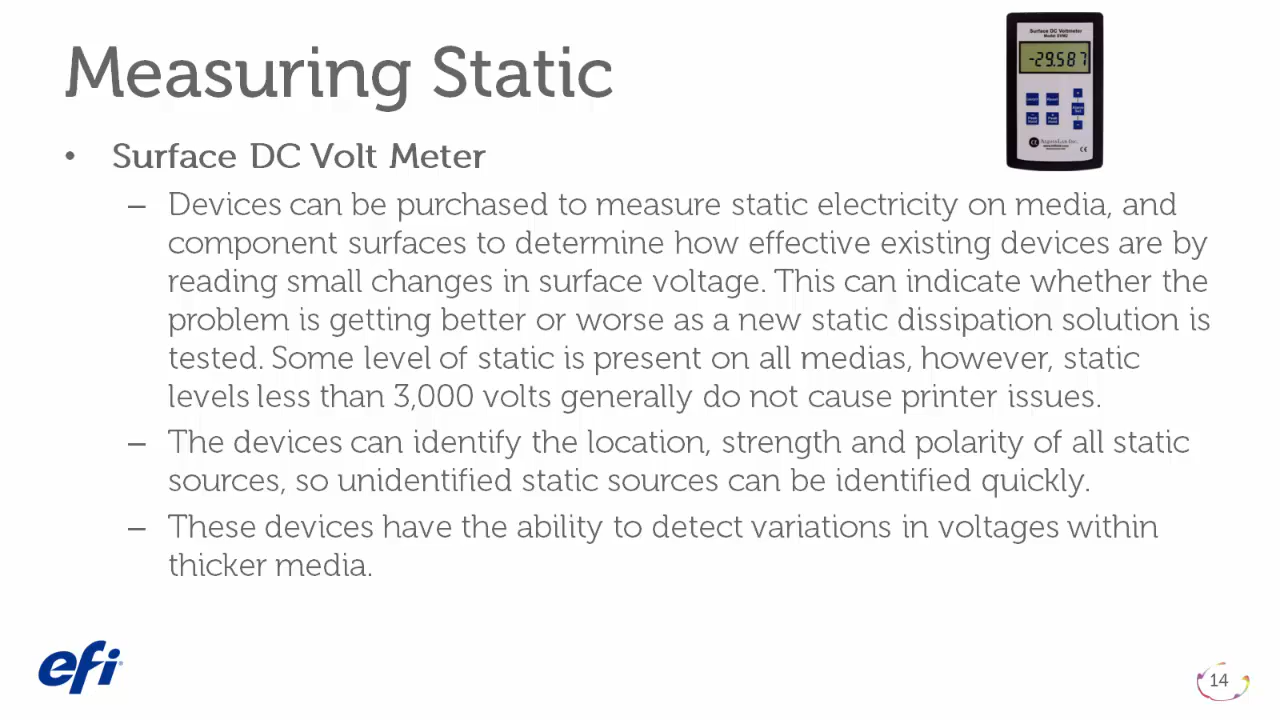 Measuring Static
Surface DC Voltmeter
Model SVM2
-29.587
• Surface DC Volt Meter
– Devices can be purchased to measure static electricity on media, and
component surfaces to determine how effective existing devices are by
reading small changes in surface voltage. This can indicate whether the
problem is getting better or worse as a new static dissipation solution is
tested. Some level of static is present on all medias, however, static
levels less than 3,000 volts generally do not cause printer issues.
– The devices can identify the location, strength and polarity of all static
sources, so unidentified static sources can be identified quickly.
– These devices have the ability to detect variations in voltages within
thicker media.
efi
14